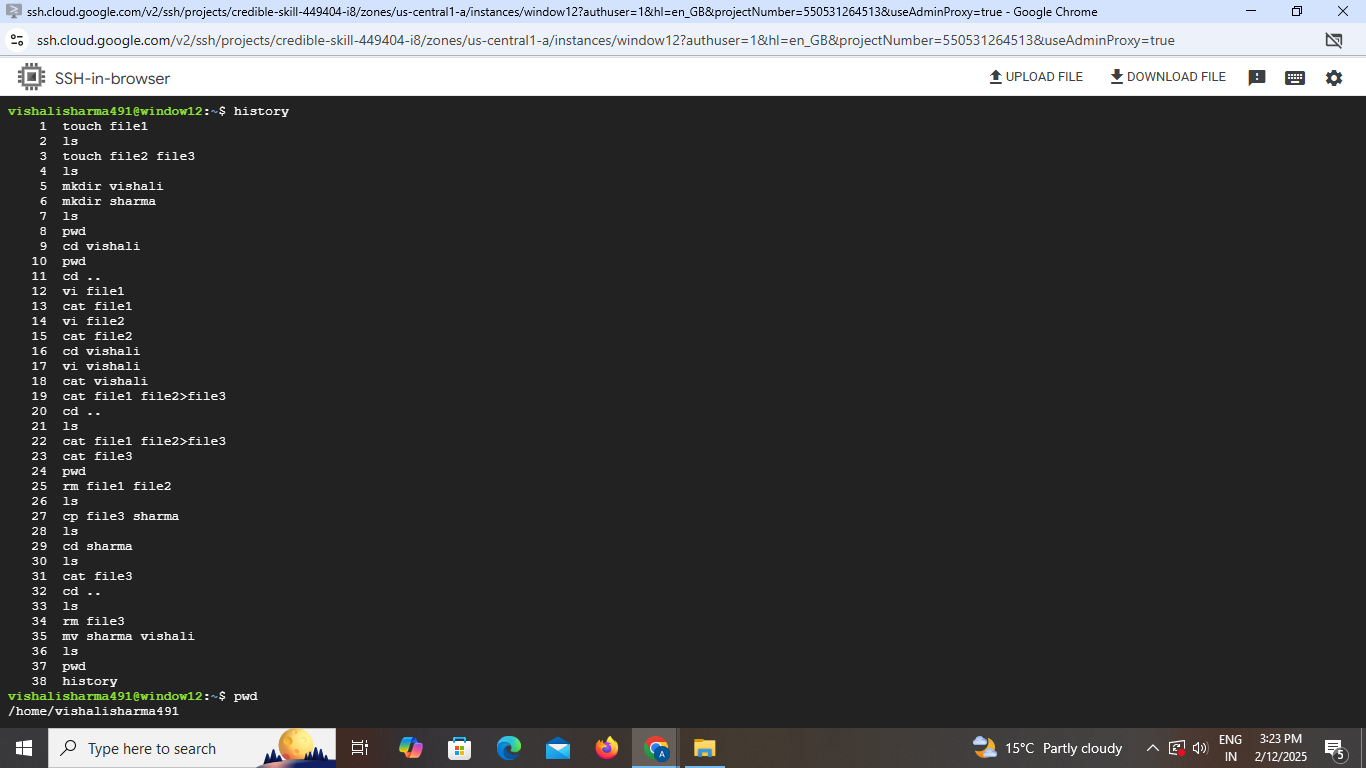 ssh.cloud.google.com/v2/ssh/projects/credible-skill-449404-i8/zones/us-central1-a/instances/window12?authuser=1&hl=en_GB&projectNumber=550531264513&useAdminProxy=true - Google Chrome
ssh.cloud.google.com/v2/ssh/projects/credible-skill-449404-i8/zones/us-central1-a/instances/window12?authuser=1&hl=en_GB&projectNumber=550531264513&useAdminProxy=true
SSH-in-browser UPLOAD FILE DOWNLOAD FILE
vishalisharma491@window12:~$ history
1 touch file1
2 ls
3 touch file2 file3
4 ls
5 mkdir vishali
6 mkdir sharma
7 ls
8 pwd
9 cd vishali
10 pwd
11 cd ..
12 vi file1
13 cat file1
14 vi file2
15 cat file2
16 cd vishali
17 vi vishali
18 cat vishali
19 cat file1 file2>file3
20 cd ..
21 ls
22 cat file1 file2>file3
23 cat file3
24 pwd
25 rm file1 file2
26 ls
27 cp file3 sharma
28 ls
29 cd sharma
30 ls
31 cat file3
32 cd ..
33 ls
34 rm file3
35 mv sharma vishali
36 ls
37 pwd
38 history
vishalisharma491@window12:~$ pwd
/home/vishalisharma491
Type here to search 15°C Partly cloudy ENG IN 3:23 PM 2/12/2025 5